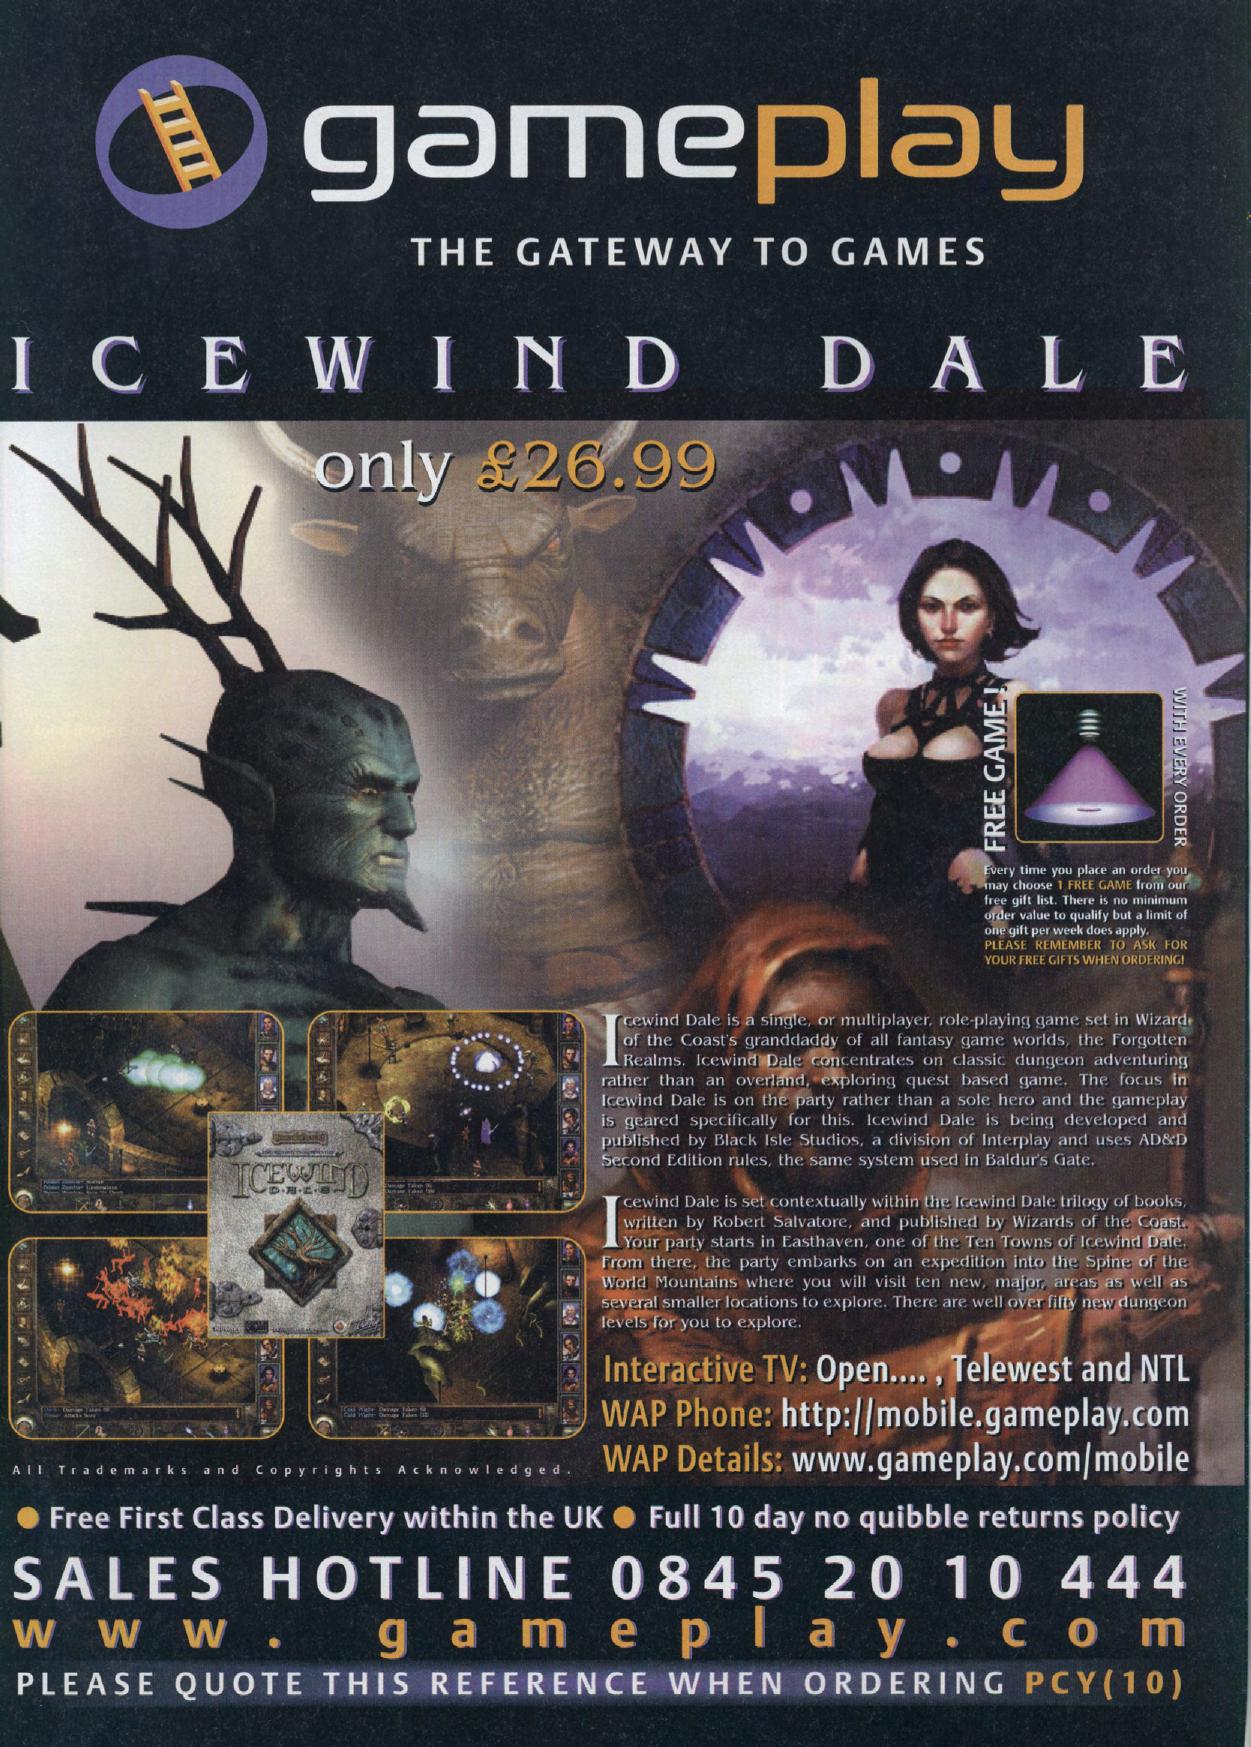 gameplay
THE GATEWAY TO GAMES
ICEWIND DALE
only £26.99
FREE GAME!
WITH EVERY ORDER
Every time you place an order you
may choose 1 FREE GAME from our
free gift list. There is no minimum
order value to qualify but a limit of
one gift per week does apply.
PLEASE REMEMBER TO ASK FOR
YOUR FREE GIFTS WHEN ORDERING!
Icewind Dale is a single, or multiplayer, role-playing game set in Wizard
of the Coast's granddaddy of all fantasy game worlds, the Forgotten
Realms. Icewind Dale concentrates on classic dungeon adventuring
rather than an overland, exploring quest based game. The focus in
Icewind Dale is on the party rather than a sole hero and the gameplay
is geared specifically for this. Icewind Dale is being developed and
published by Black Isle Studios, a division of Interplay and uses AD&D
Second Edition rules, the same system used in Baldur's Gate.
Icewind Dale is set contextually within the Icewind Dale trilogy of books,
written by Robert Salvatore, and published by Wizards of the Coast.
Your party starts in Easthaven, one of the Ten Towns of Icewind Dale.
From there, the party embarks on an expedition into the Spine of the
World Mountains where you will visit ten new, major, areas as well as
several smaller locations to explore. There are well over fifty new dungeon
levels for you to explore.
ICEWIND
DALE
Interactive TV: Open.... , Telewest and NTL
WAP Phone: http://mobile.gameplay.com
WAP Details: www.gameplay.com/mobile
All Trademarks and Copyrights Acknowledged.
Free First Class Delivery within the UK Full 10 day no quibble returns policy
SALES HOTLINE 0845 20 10 444
www.gameplay.com
PLEASE QUOTE THIS REFERENCE WHEN ORDERING PCY(10)